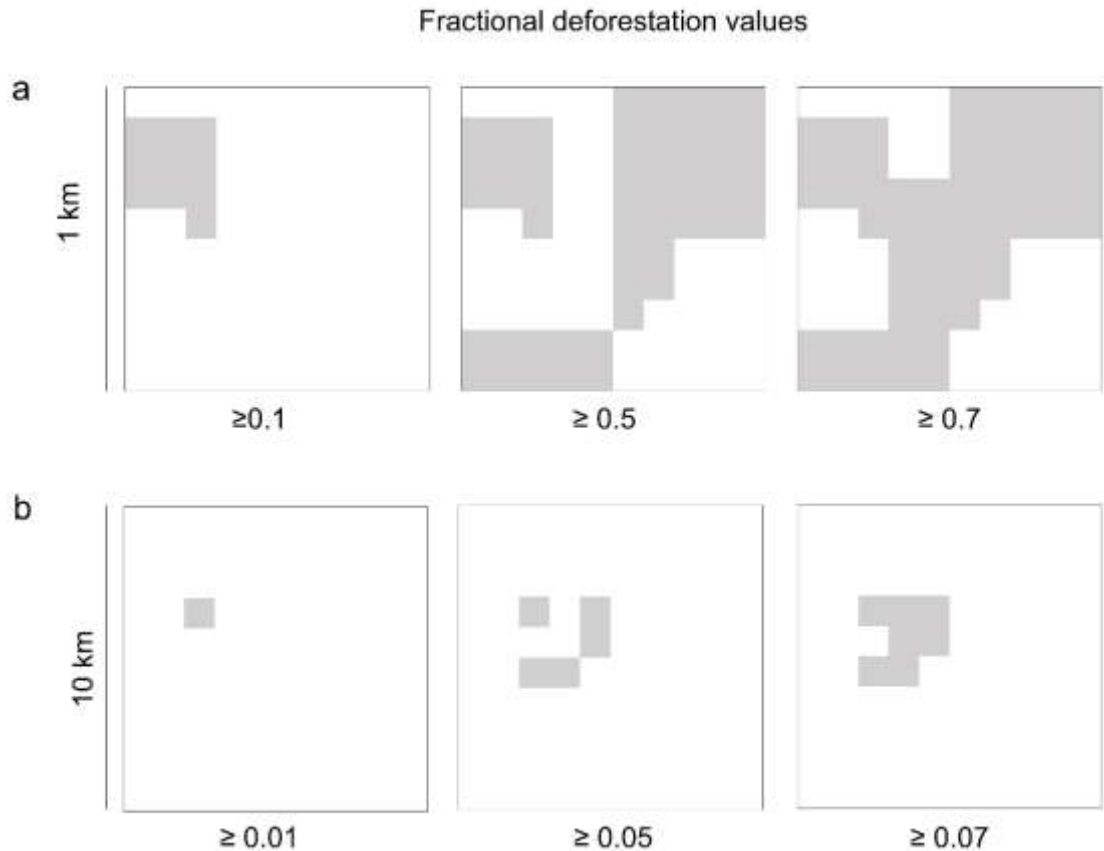 Fractional deforestation values
a
1 km
≥0.1
≥ 0.5
≥ 0.7
b
10 km
≥ 0.01
≥ 0.05
≥ 0.07